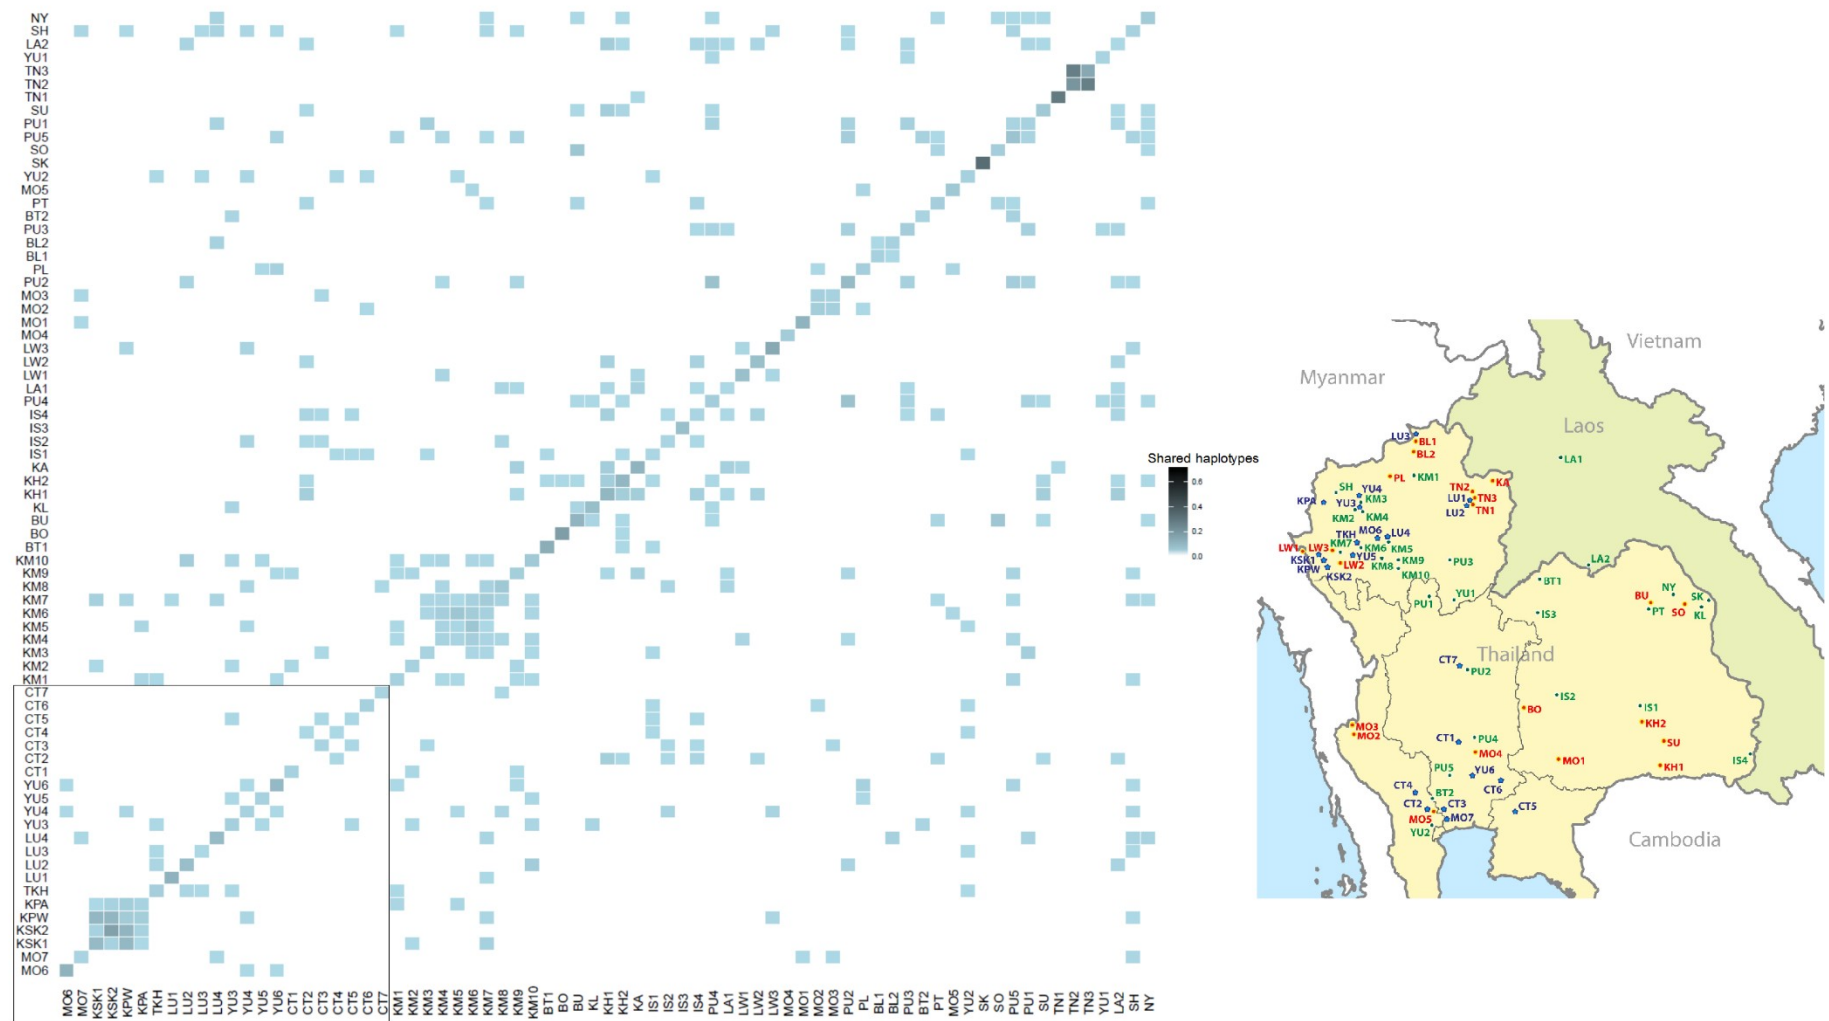 NY
SH
LA2
YU1
TN3
TN2
TN1
SU
PU1
PU5
SO
SK
YU2
MO5
PT
BT2
PU3
BL2
BL1
PL
PU2
MO3
MO2
MO1
MO4
LW3
LW2
LW1
LA1
PU4
IS4
IS3
IS2
IS1
KA
KH2
KH1
KL
BU
BO
BT1
KM10
KM9
KM8
KM7
KM6
KM5
KM4
KM3
KM2
KM1
CT7
CT6
CT5
CT4
CT3
CT2
CT1
YU6
YU5
YU4
YU3
LU4
LU3
LU2
LU1
TKH
KPA
KPW
KSK2
KSK1
MO7
MO6
MO6 MO7 KSK1 KSK2 KPW KPA TKH LU1 LU2 LU3 LU4 YU3 YU4 YU5 YU6 CT1 CT2 CT3 CT4 CT5 CT6 CT7 KM1 KM2 KM3 KM4 KM5 KM6 KM7 KM8 KM9 KM10 BT1 BO BU KL KH1 KH2 KA IS1 IS2 IS3 IS4 PU4 LA1 LW1 LW2 LW3 MO4 MO1 MO2 MO3 PU2 PL BL1 BL2 PU3 BT2 PT MO5 YU2 SK SO PU5 PU1 SU TN1 TN2 TN3 YU1 LA2 SH NY
Shared haplotypes
0.6
0.4
0.2
0.0
Vietnam
Myanmar
Laos
LU3
BL1
BL2
LA1
PL KM1
KA
SH YU4
TN2
KPA YU3 KM3
LU1 TN3
KM2 KM4
LU2 TN1
MO6 LU4
TKH
KM7 KM6 KM5
LW1 LW3
KSK1 YU5 KM9 PU3
LA2
KPW LW2 KM8
KSK2 KM10
BT1
NY
PU1 YU1
BU SK
IS3
PT SO KL
Thailand
CT7
PU2
IS2
BO
IS1
KH2
MO3
MO2
CT1 PU4
SU
MO4
MO1
KH1
IS4
PU5 YU6
CT4 CT6
BT2
CT2 CT3 CT5
MO5 MO7
YU2
Cambodia